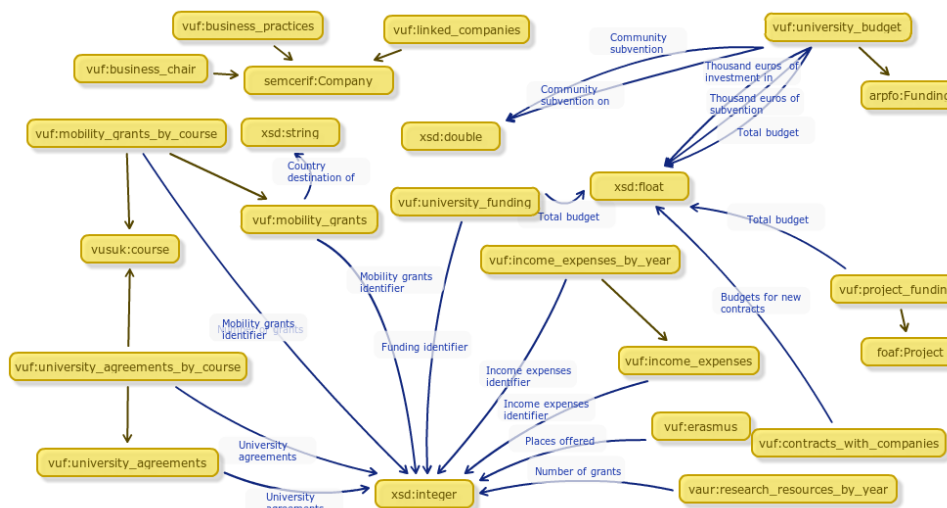 vuf:business_practices
vuf:linked_companies
vuf:university_budget
Community
subvention
vuf:business_chair
semcerif:Company
Thousand euros of
investment in
Community
subvention on
arpfo:Funding
Thousand euros of
subvention
vuf:mobility_grants_by_course
xsd:string
xsd:double
Total budget
Country
destination of
xsd:float
vuf:mobility_grants
vuf:university_funding
Total budget
Total budget
vusuk:course
vuf:income_expenses_by_year
Mobility grants
identifier
vuf:project_fundin
Budgets for new
contracts
Mobility grants
identifier
grants
Funding identifier
foaf:Project
vuf:university_agreements_by_course
vuf:income_expenses
Income expenses
identifier
Income expenses
identifier
vuf:erasmus
University
agreements
Places offered
vuf:contracts_with_companies
vuf:university_agreements
Number of grants
xsd:integer
vaur:research_resources_by_year
University
agreements